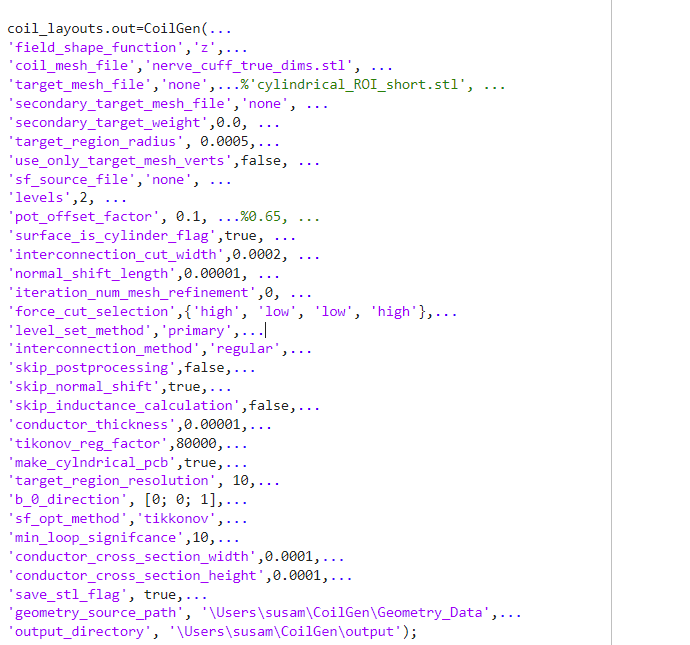 coil_layouts.out=CoilGen(...
'field_shape_function','z',...
'coil_mesh_file','nerve_cuff_true_dims.stl', ...
'target_mesh_file','none',...%'cylindrical_ROI_short.stl', ...
'secondary_target_mesh_file','none', ...
'secondary_target_weight',0.0, ...
'target_region_radius', 0.0005,...
'use_only_target_mesh_verts',false, ...
'sf_source_file','none', ...
'levels',2, ...
'pot_offset_factor', 0.1, ...%0.65, ...
'surface_is_cylinder_flag',true, ...
'interconnection_cut_width',0.0002, ...
'normal_shift_length',0.00001, ...
'iteration_num_mesh_refinement',0, ...
'force_cut_selection',{'high', 'low', 'low', 'high'},...
'level_set_method','primary',...
'interconnection_method','regular',...
'skip_postprocessing',false,...
'skip_normal_shift',true,...
'skip_inductance_calculation',false,...
'conductor_thickness',0.00001,...
'tikonov_reg_factor',80000,...
'make_cylndrical_pcb',true,...
'target_region_resolution', 10,...
'b_0_direction', [0; 0; 1],...
'sf_opt_method','tikkonov',...
'min_loop_signifcance',10,...
'conductor_cross_section_width',0.0001,...
'conductor_cross_section_height',0.0001,...
'save_stl_flag', true,...
'geometry_source_path', '\Users\susam\CoilGen\Geometry_Data',...
'output_directory', '\Users\susam\CoilGen\output');